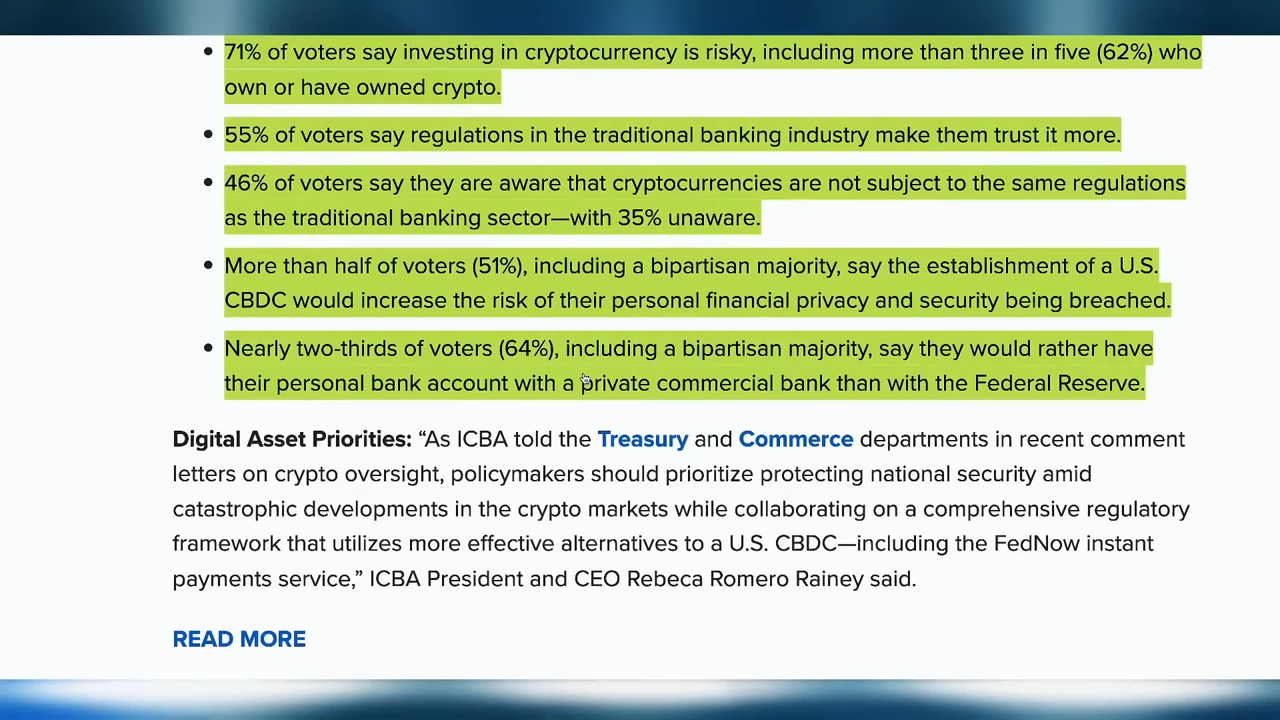 • 71% of voters say investing in cryptocurrency is risky, including more than three in five (62%) who
own or have owned crypto.
• 55% of voters say regulations in the traditional banking industry make them trust it more.
• 46% of voters say they are aware that cryptocurrencies are not subject to the same regulations
as the traditional banking sector—with 35% unaware.
• More than half of voters (51%), including a bipartisan majority, say the establishment of a U.S.
CBDC would increase the risk of their personal financial privacy and security being breached.
• Nearly two-thirds of voters (64%), including a bipartisan majority, say they would rather have
their personal bank account with a private commercial bank than with the Federal Reserve.
Digital Asset Priorities: “As ICBA told the Treasury and Commerce departments in recent comment
letters on crypto oversight, policymakers should prioritize protecting national security amid
catastrophic developments in the crypto markets while collaborating on a comprehensive regulatory
framework that utilizes more effective alternatives to a U.S. CBDC—including the FedNow instant
payments service,” ICBA President and CEO Rebeca Romero Rainey said.
READ MORE